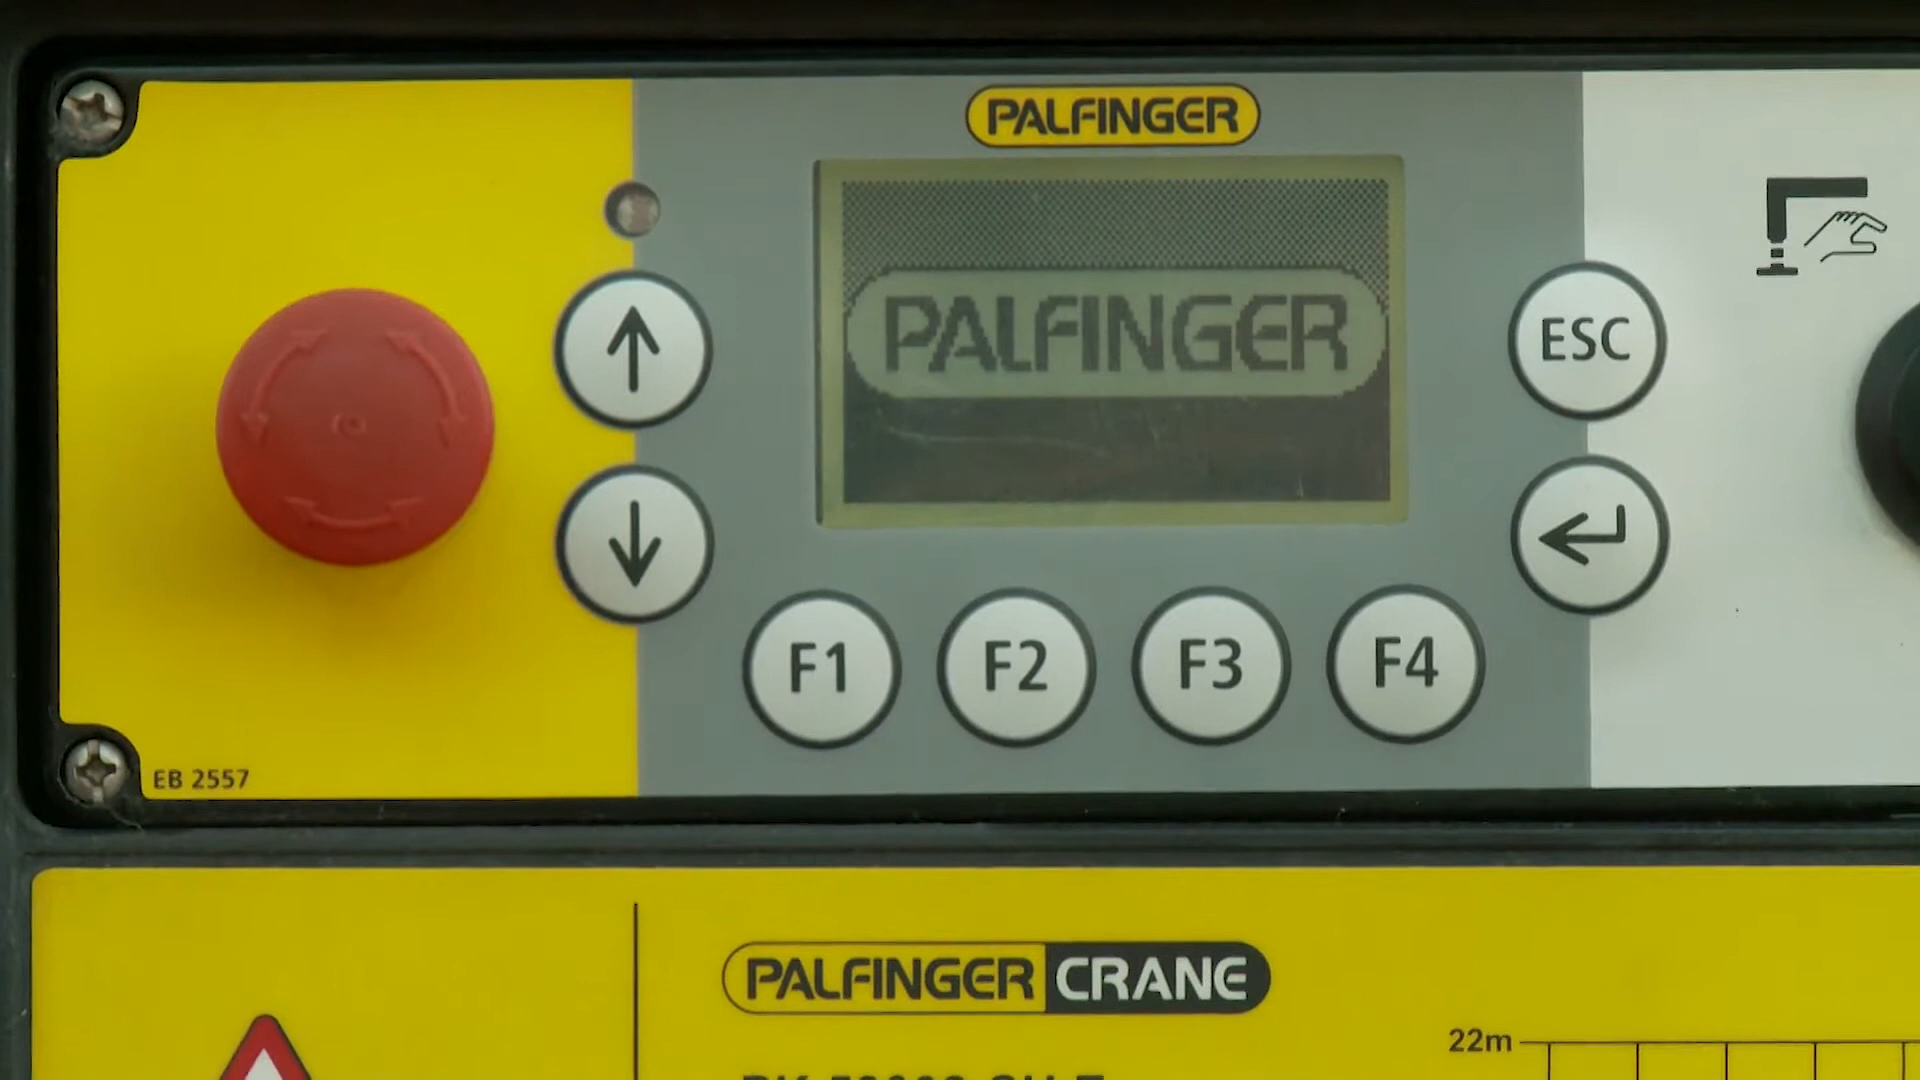 PALFINGER
PALFINGER
ESC
F1 F2 F3 F4
EB 2557
PALFINGER CRANE
22m